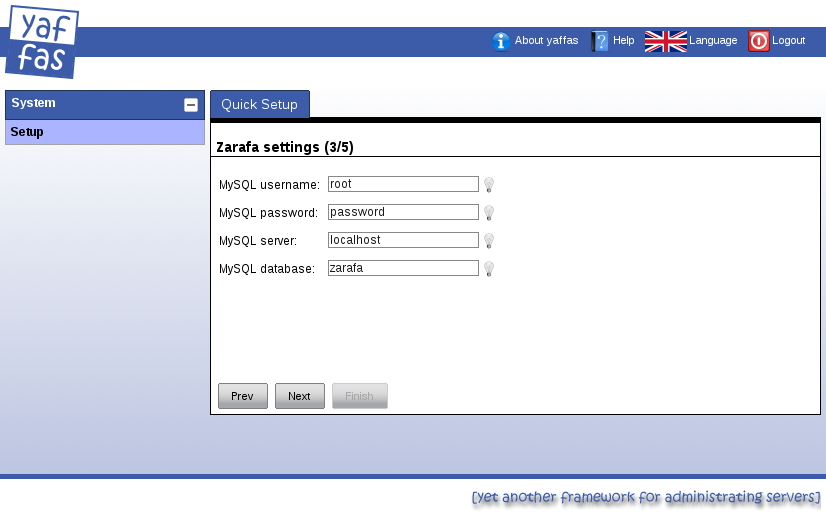 yaf
fas
About yaffas Help Language Logout
System
Setup
Quick Setup
Zarafa settings (3/5)
MySQL username: root
MySQL password: password
MySQL server: localhost
MySQL database: zarafa
Prev Next Finish
[yet another framework for administrating servers]